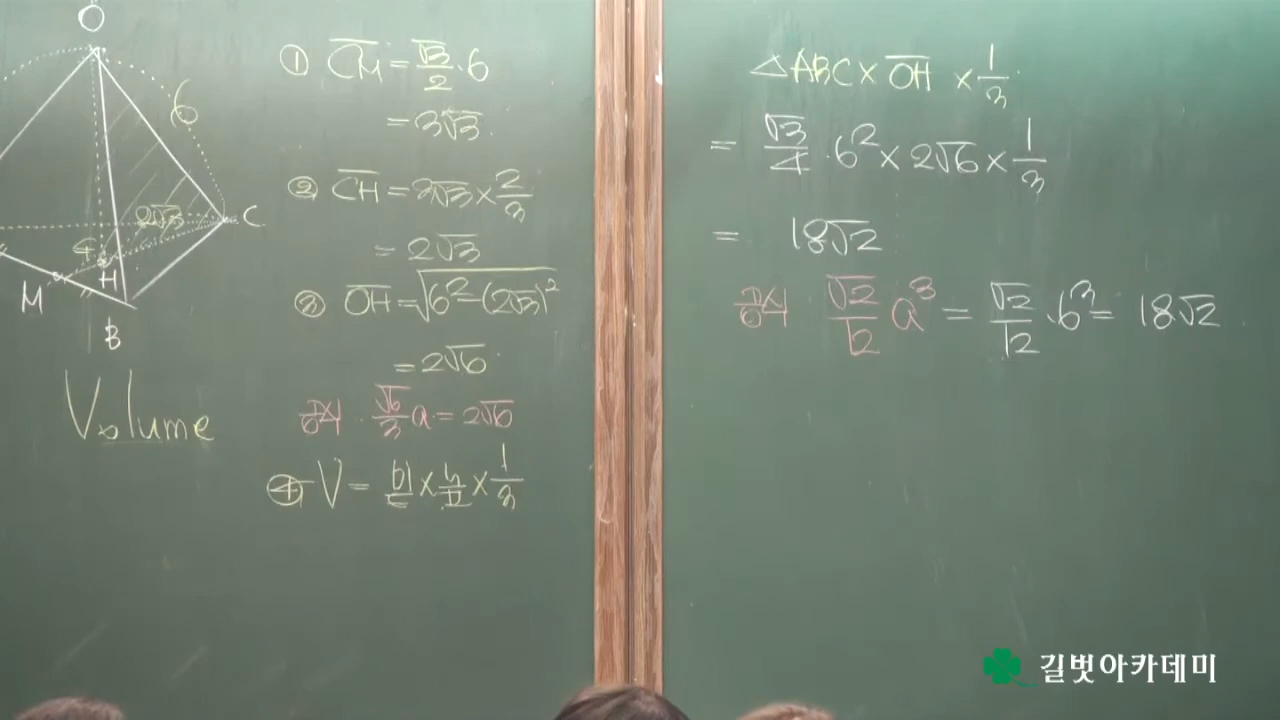 O
6
2√3
C
G
H
M
B
Volume
① CM̅ = √3/2 · 6
= 3√3
② CH̅ = 3√3 × 2/3
= 2√3
③ OH̅ = √(6² - (2√3)²)
= 2√6
공식 · √6/3 a = 2√6
④ V = 밑 × 높 × 1/3
△ABC × OH̅ × 1/3
= √3/4 · 6² × 2√6 × 1/3
= 18√2
공식 √2/12 a³ = √2/12 · 6³ = 18√2
길벗아카데미